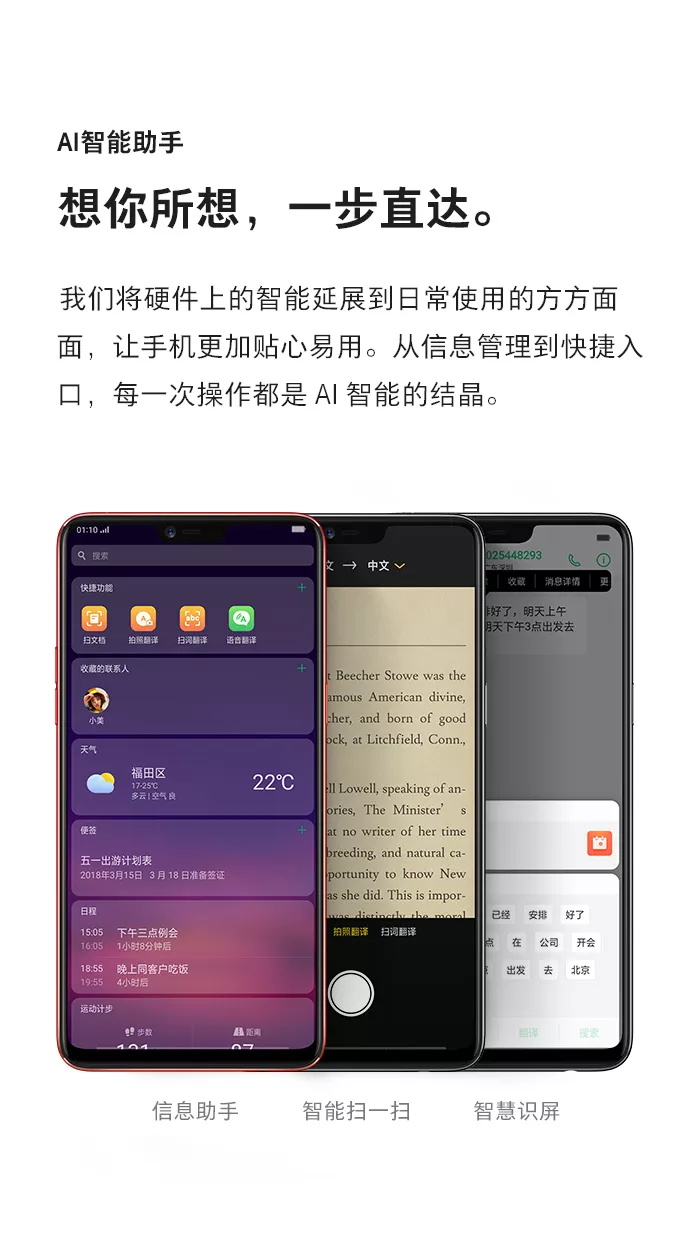 AI智能助手
想你所想，一步直达。
我们将硬件上的智能延展到日常使用的方方面
面，让手机更加贴心易用。从信息管理到快捷入
口，每一次操作都是 AI 智能的结晶。
01:10
搜索
快捷功能
扫文档 拍照翻译 扫词翻译 语音翻译
收藏的联系人
小美
天气
福田区
17-25℃
多云 | 空气 良
22℃
便签
五一出游计划表
2018年3月15日 3 月 18 日准备签证
日程
15:05 下午三点例会
16:05 1小时8分钟后
18:55 晚上同客户吃饭
19:55 4小时后
运动计步
步数 距离
文 → 中文
t Beecher Stowe was the
amous American divine,
cher, and born of good
ock, at Litchfield, Conn.,
ell Lowell, speaking of an-
ories, The Minister’s
at no writer of her time
breeding, and natural ca-
portunity to know New
as she did. This is impor-
was distinctly the moral
拍照翻译 扫词翻译
025448293
广东深圳
收藏 消息详情 更
排好了，明天上午
明天下午3点出发去
已经 安排 好了
点 在 公司 开会
出发 去 北京
翻译 搜索
信息助手 智能扫一扫 智慧识屏